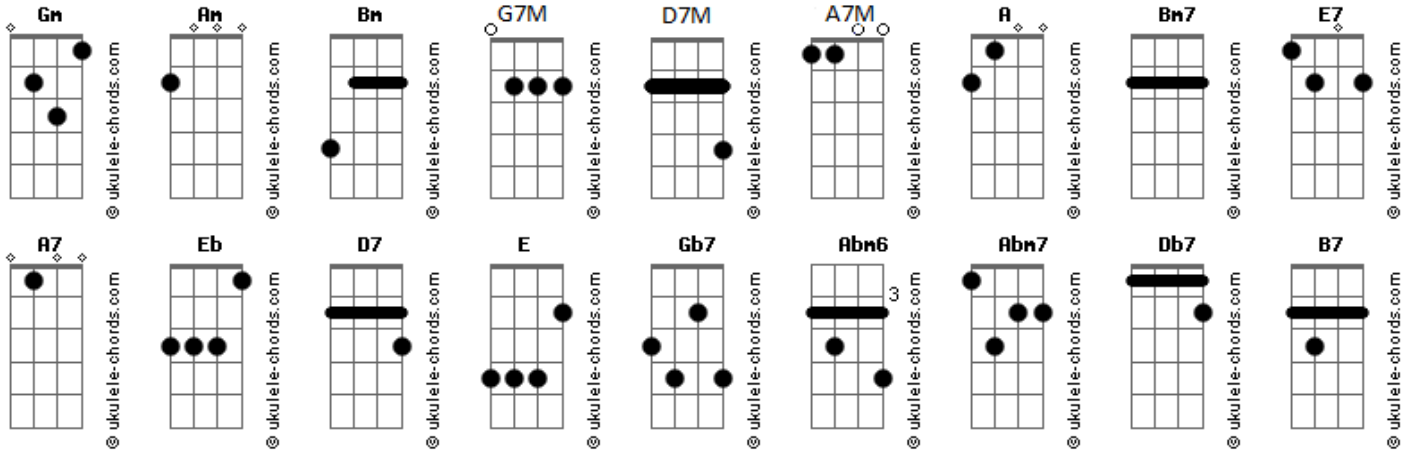 Gm Am Bm G7M D7M A7M A Bm7 E7
© ukulele-chords.com © ukulele-chords.com © ukulele-chords.com © ukulele-chords.com © ukulele-chords.com © ukulele-chords.com © ukulele-chords.com © ukulele-chords.com © ukulele-chords.com
A7 Eb D7 E Gb7 Abm6 Abm7 Db7 B7
3
© ukulele-chords.com © ukulele-chords.com © ukulele-chords.com © ukulele-chords.com © ukulele-chords.com © ukulele-chords.com © ukulele-chords.com © ukulele-chords.com © ukulele-chords.com